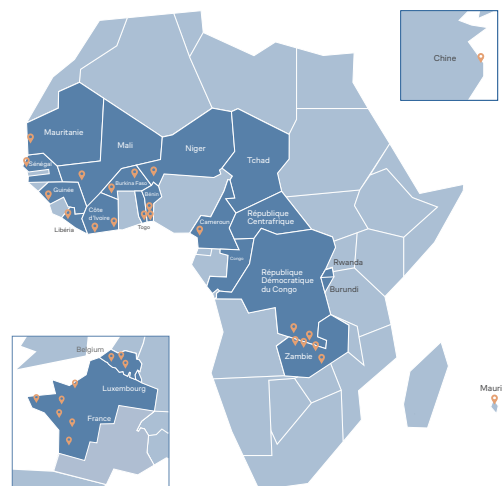 Chine
Mauritanie
Mali
Niger
Tchad
Sénégal
Burkina Faso
Guinée
Bénin
Côte
d'Ivoire
Libéria
Togo
Cameroun
République
Centrafrique
Congo
République
Démocratique
du Congo
Rwanda
Burundi
Zambie
Mauri
Belgium
Luxembourg
France